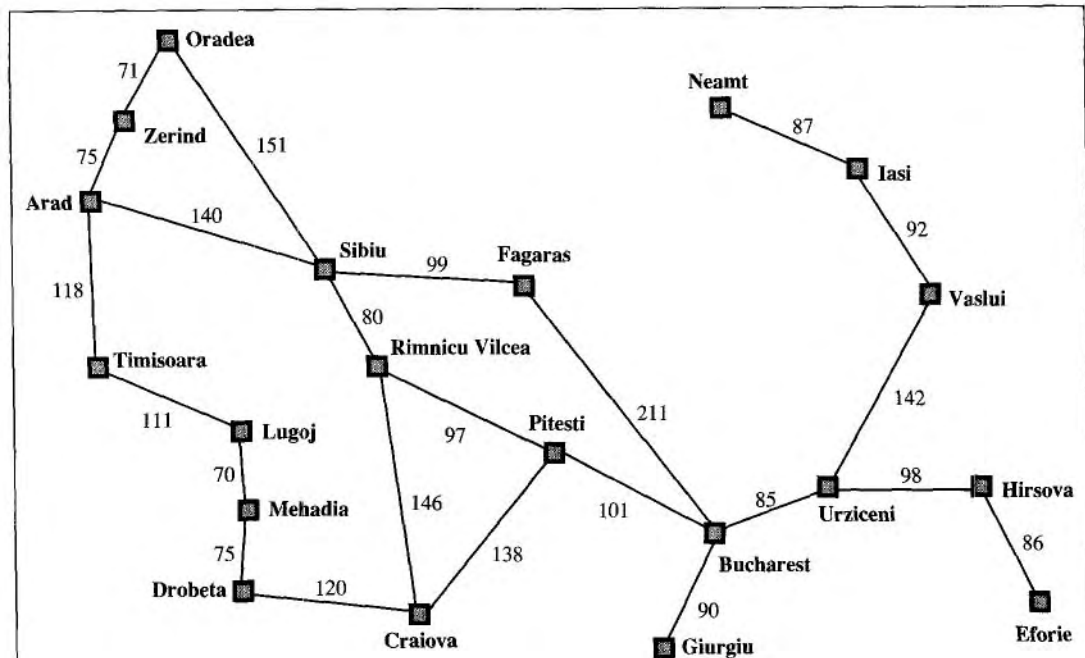 Oradea
71
Neamt
87
Zerind
151
75
Iasi
Arad
140
92
Sibiu
99
Fagaras
118
Vaslui
80
Timisoara
Rimnicu Vilcea
142
111
211
Lugoj
97
Pitesti
70
98
Hirsova
146
85
Mehadia
101
Urziceni
86
138
75
Bucharest
Drobeta
120
90
Craiova
Giurgiu
Eforie